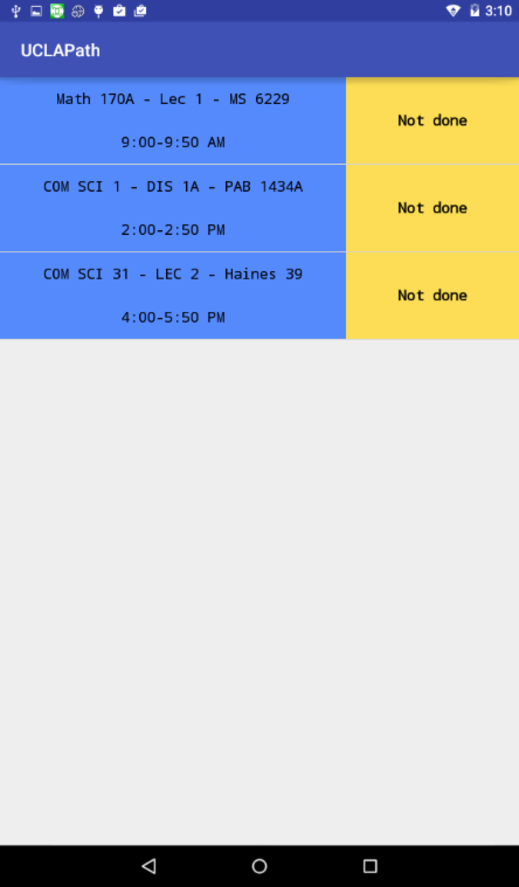 3:10
UCLAPath
Math 170A - Lec 1 - MS 6229
9:00-9:50 AM
Not done
COM SCI 1 - DIS 1A - PAB 1434A
2:00-2:50 PM
Not done
COM SCI 31 - LEC 2 - Haines 39
4:00-5:50 PM
Not done